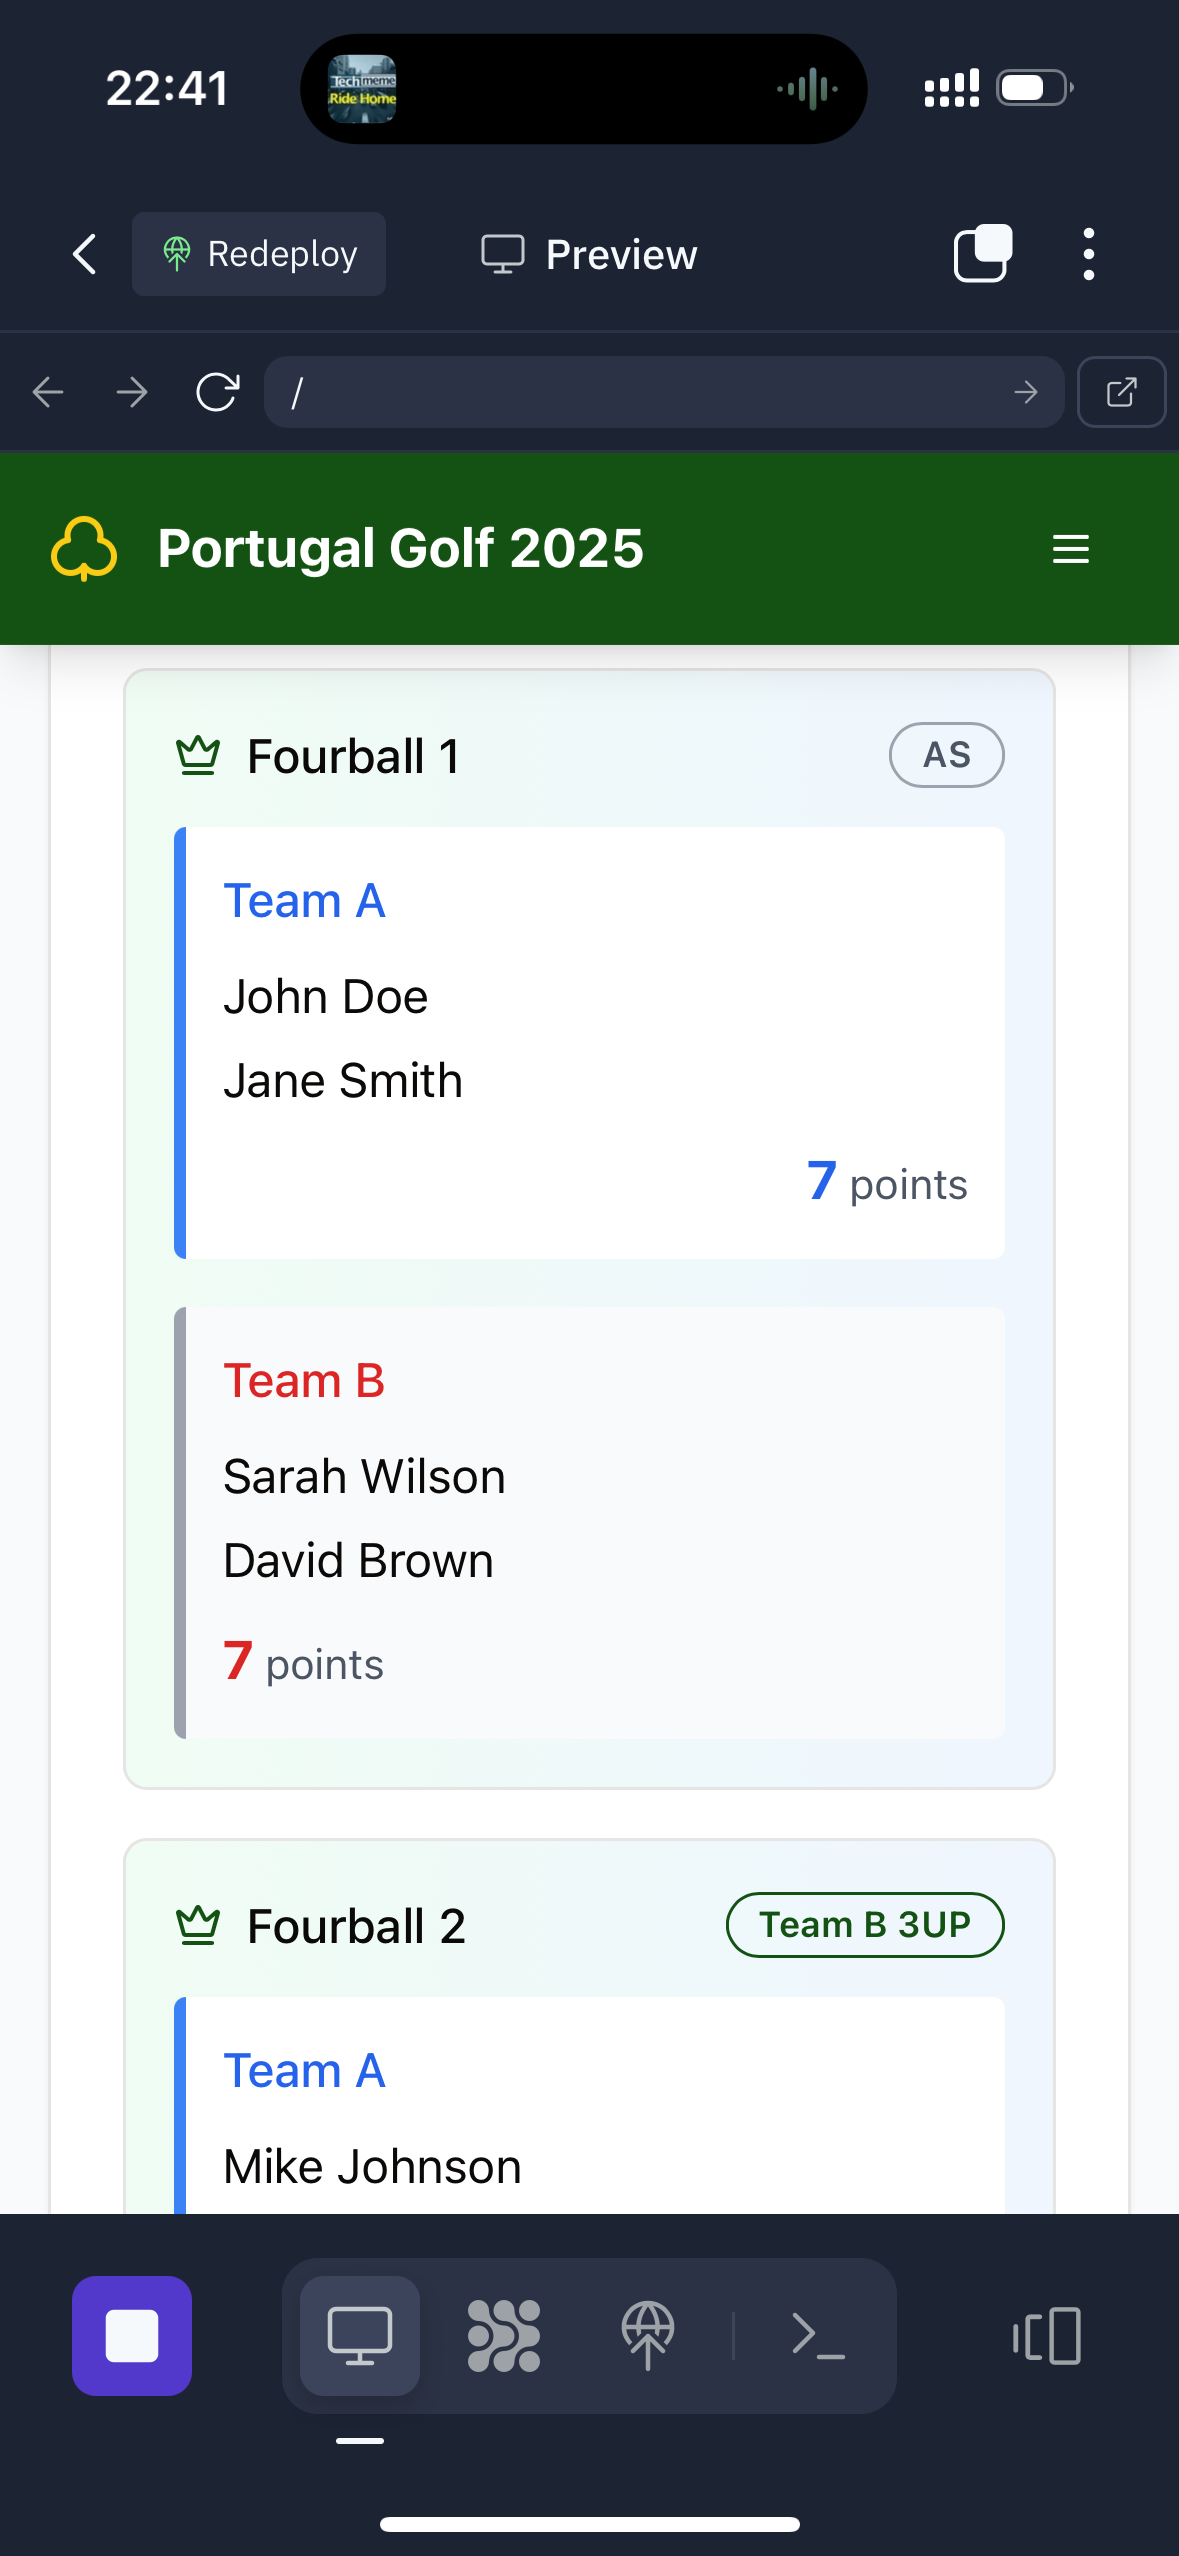 22:41
Techmeme
Ride Home
Redeploy
Preview
/
Portugal Golf 2025
Fourball 1
AS
Team A
John Doe
Jane Smith
7 points
Team B
Sarah Wilson
David Brown
7 points
Fourball 2
Team B 3UP
Team A
Mike Johnson